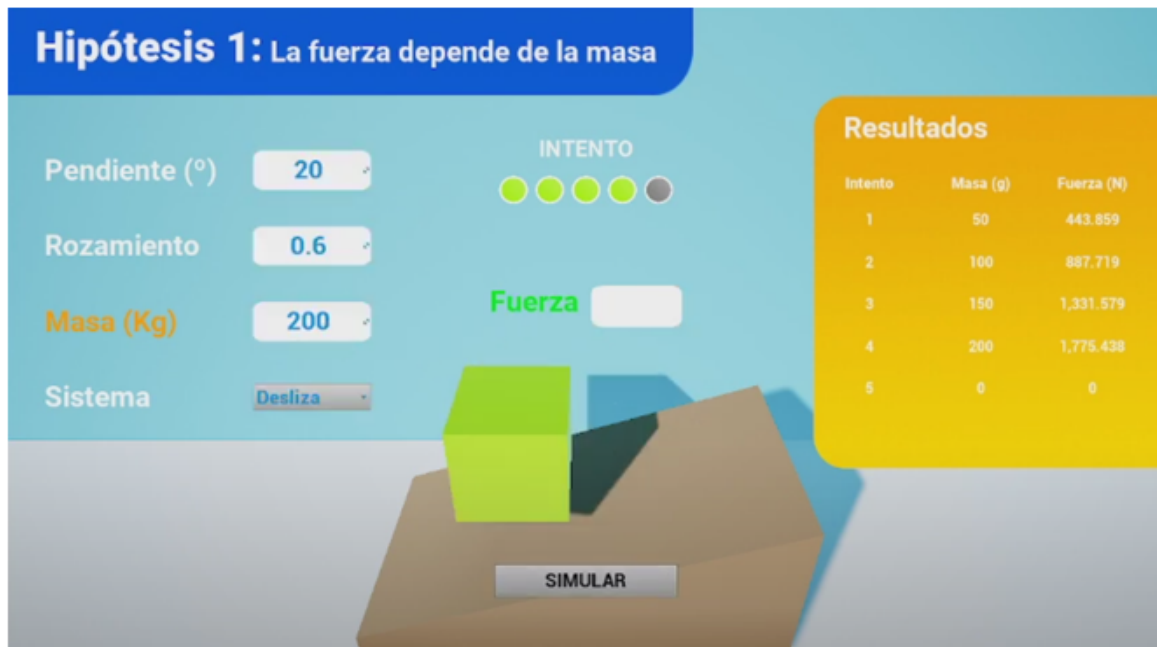 Hipótesis 1: La fuerza depende de la masa
Pendiente (º) 20
Rozamiento 0.6
Masa (Kg) 200
Sistema Desliza
INTENTO
Fuerza
SIMULAR
Resultados
Intento Masa (g) Fuerza (N)
1 50 443.859
2 100 887.719
3 150 1,331.579
4 200 1,775.438
5 0 0